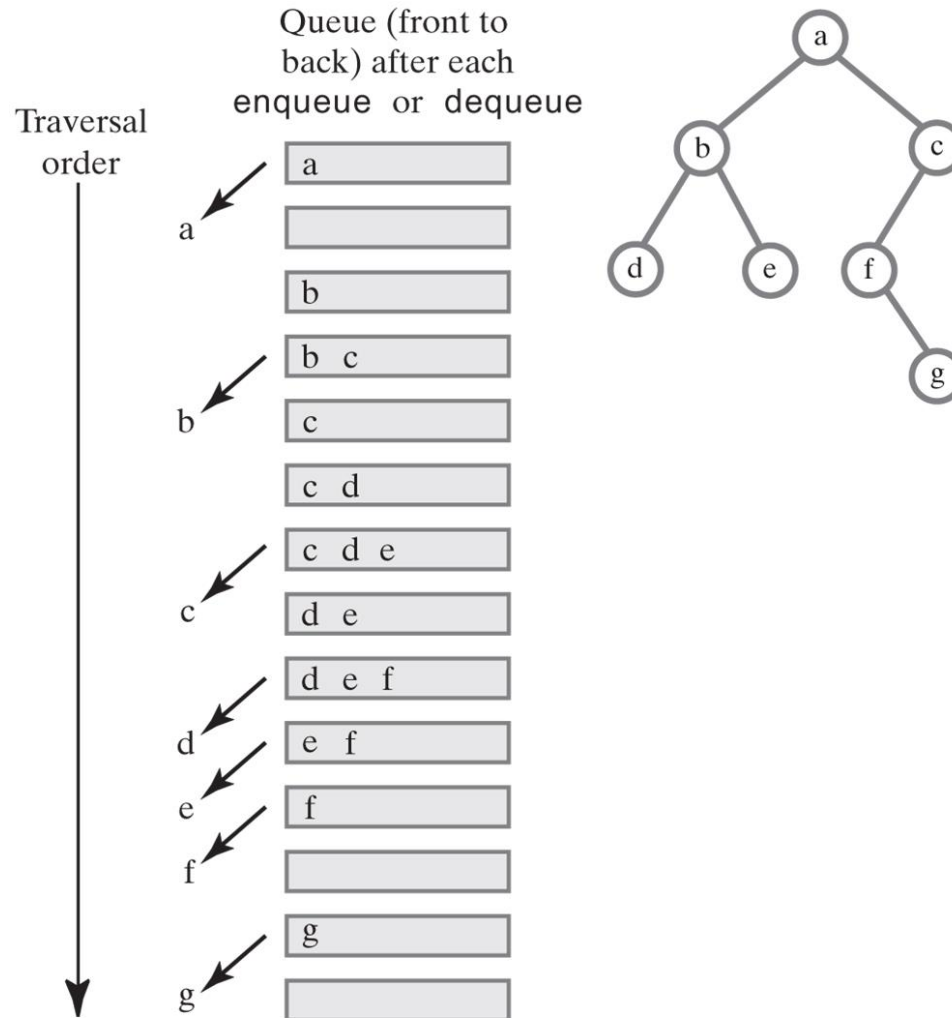 Queue (front to
back) after each
enqueue or dequeue
Traversal
order
a
a
b
b c
b
c
c d
c d e
c
d e
d e f
d
e f
e
f
f
g
g
a
b
c
d
e
f
g